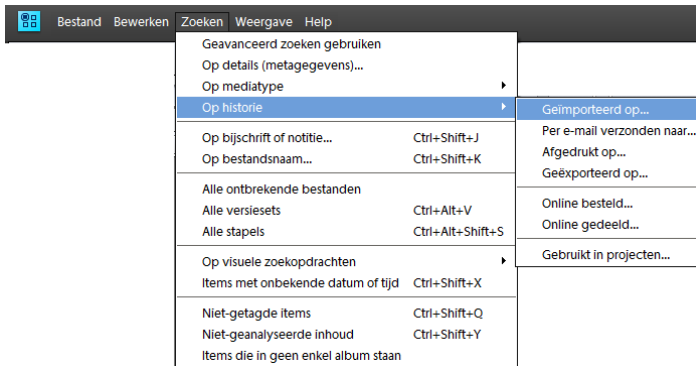 Bestand Bewerken Zoeken Weergave Help
Geavanceerd zoeken gebruiken
Op details (metagegevens)...
Op mediatype
Op historie
Geïmporteerd op...
Per e-mail verzonden naar...
Afgedrukt op...
Geëxporteerd op...
Online besteld...
Online gedeeld...
Gebruikt in projecten...
Op bijschrift of notitie... Ctrl+Shift+J
Op bestandsnaam... Ctrl+Shift+K
Alle ontbrekende bestanden
Alle versiesets Ctrl+Alt+V
Alle stapels Ctrl+Alt+Shift+S
Op visuele zoekopdrachten
Items met onbekende datum of tijd Ctrl+Shift+X
Niet-getagde items Ctrl+Shift+Q
Niet-geanalyseerde inhoud Ctrl+Shift+Y
Items die in geen enkel album staan